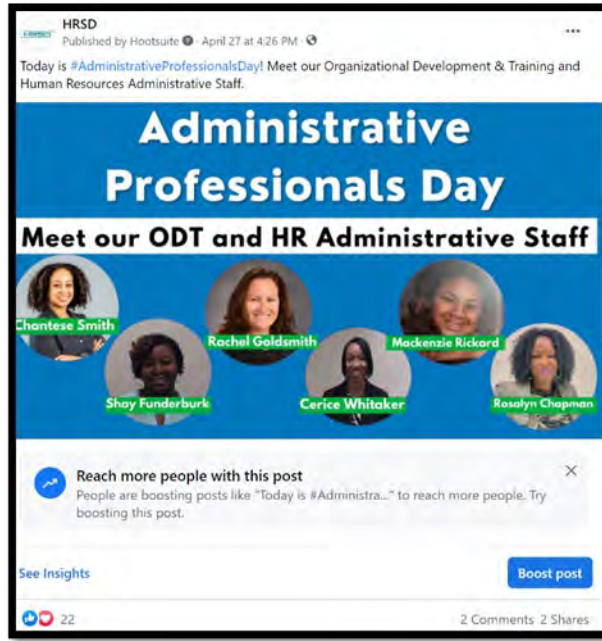 HRSD
Published by Hootsuite · April 27 at 4:26 PM ·
Today is #AdministrativeProfessionalsDay! Meet our Organizational Development & Training and
Human Resources Administrative Staff.
Administrative
Professionals Day
Meet our ODT and HR Administrative Staff
Chantese Smith
Rachel Goldsmith
Mackenzie Rickard
Shay Funderburk
Cerice Whitaker
Rosalyn Chapman
Reach more people with this post
People are boosting posts like "Today is #Administra..." to reach more people. Try
boosting this post.
See Insights
Boost post
22
2 Comments 2 Shares